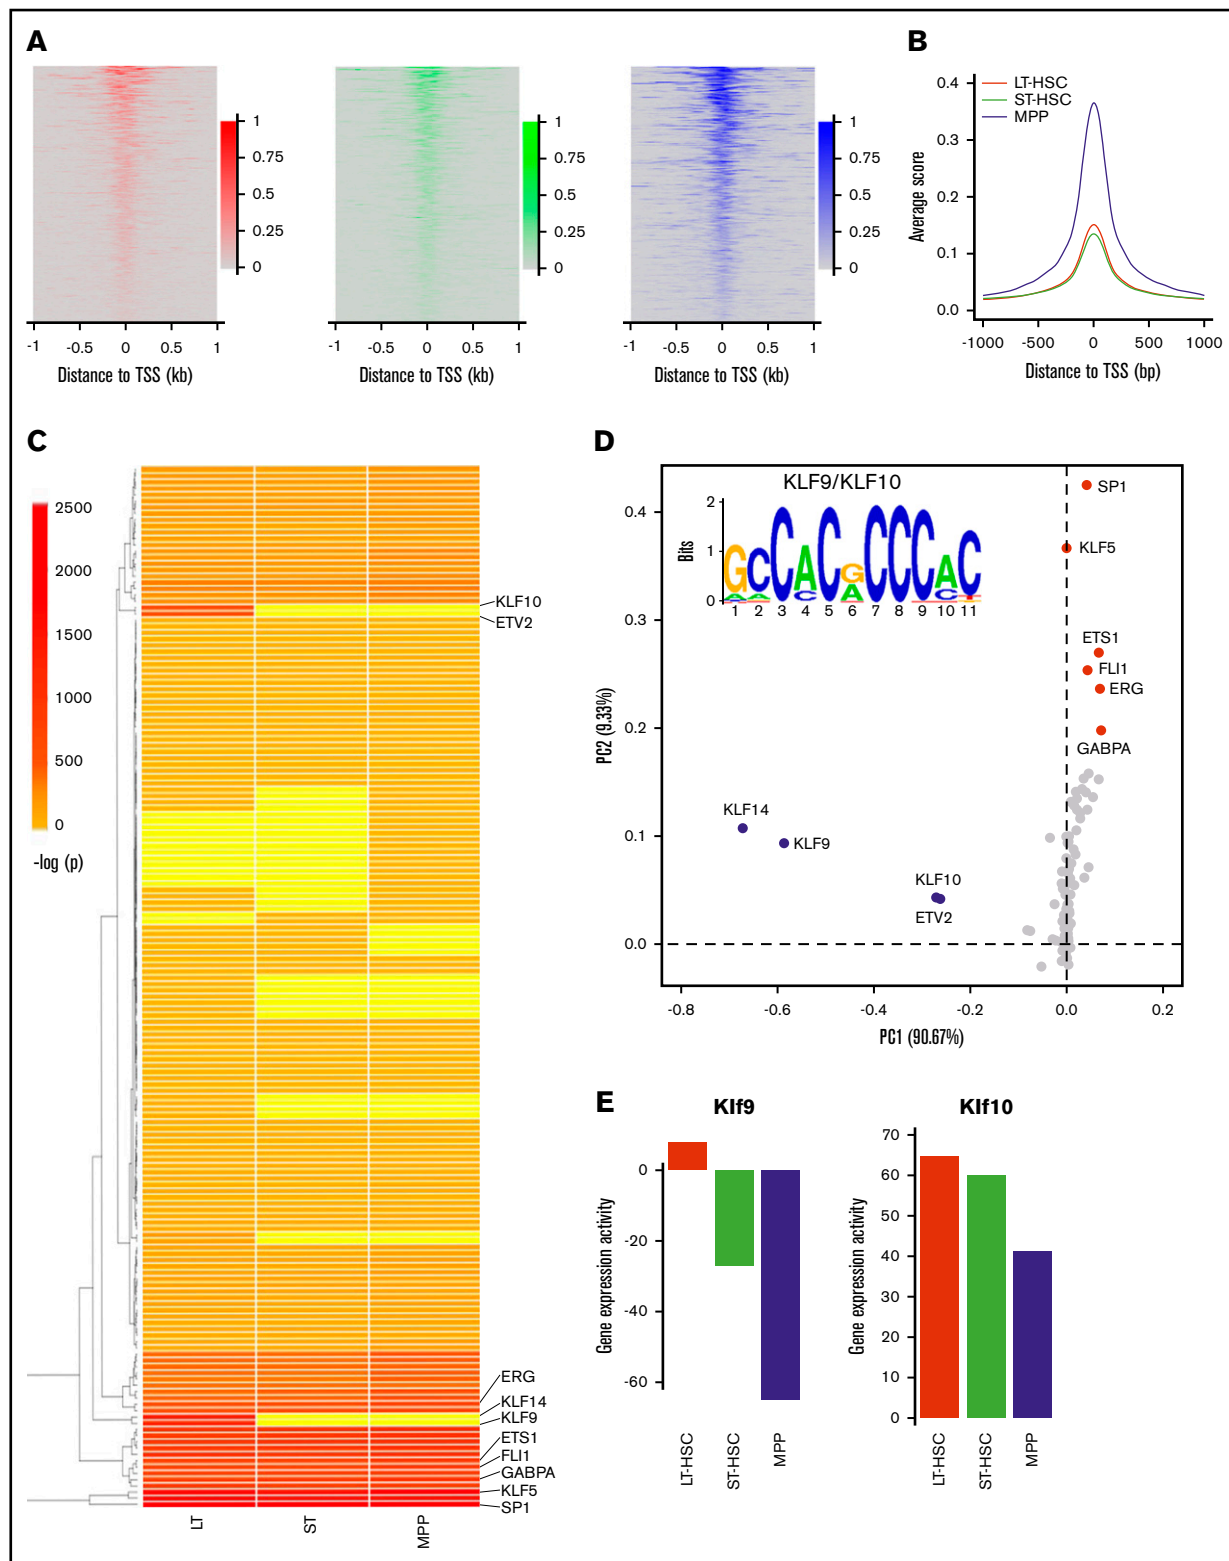 A
1
0.75
0.5
0.25
0
-1 -0.5 0 0.5 1
Distance to TSS (kb)
1
0.75
0.5
0.25
0
-1 -0.5 0 0.5 1
Distance to TSS (kb)
1
0.75
0.5
0.25
0
-1 -0.5 0 0.5 1
Distance to TSS (kb)
B
LT-HSC
ST-HSC
MPP
Average score
0.4
0.3
0.2
0.1
0.0
-1000 -500 0 500 1000
Distance to TSS (bp)
C
2500
2000
1500
1000
500
0
-log (p)
KLF10
ETV2
ERG
KLF14
KLF9
ETS1
FLI1
GABPA
KLF5
SP1
LT ST MPP
D
KLF9/KLF10
Bits
2
1
0
1 2 3 4 5 6 7 8 9 10 11
SP1
KLF5
ETS1
FLI1
ERG
GABPA
KLF14
KLF9
KLF10
ETV2
PC2 (9.33%)
0.4
0.3
0.2
0.1
0.0
-0.8 -0.6 -0.4 -0.2 0.0 0.2
PC1 (90.67%)
E
Klf9
Gene expression activity
0
-20
-40
-60
LT-HSC ST-HSC MPP
Klf10
Gene expression activity
70
60
50
40
30
20
10
0
LT-HSC ST-HSC MPP